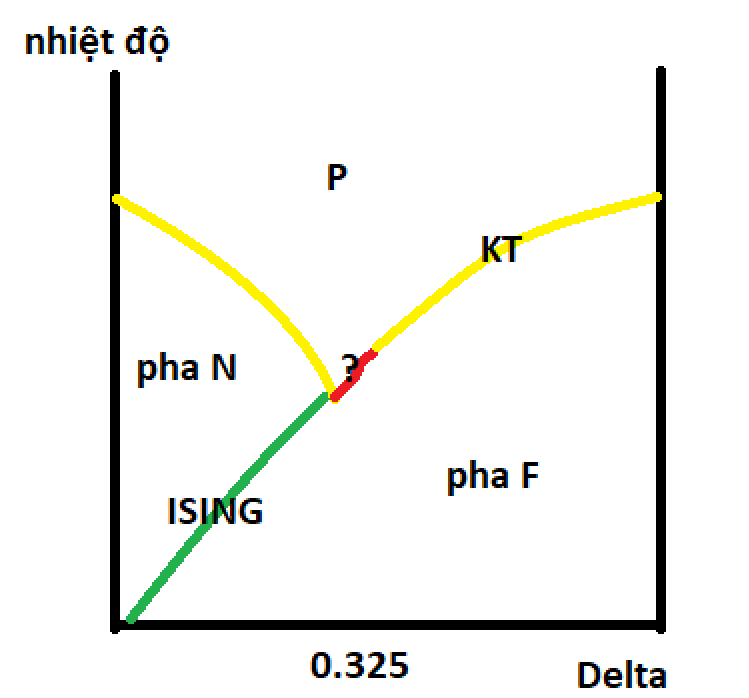 nhiệt độ
P
KT
pha N
?
pha F
ISING
0.325
Delta